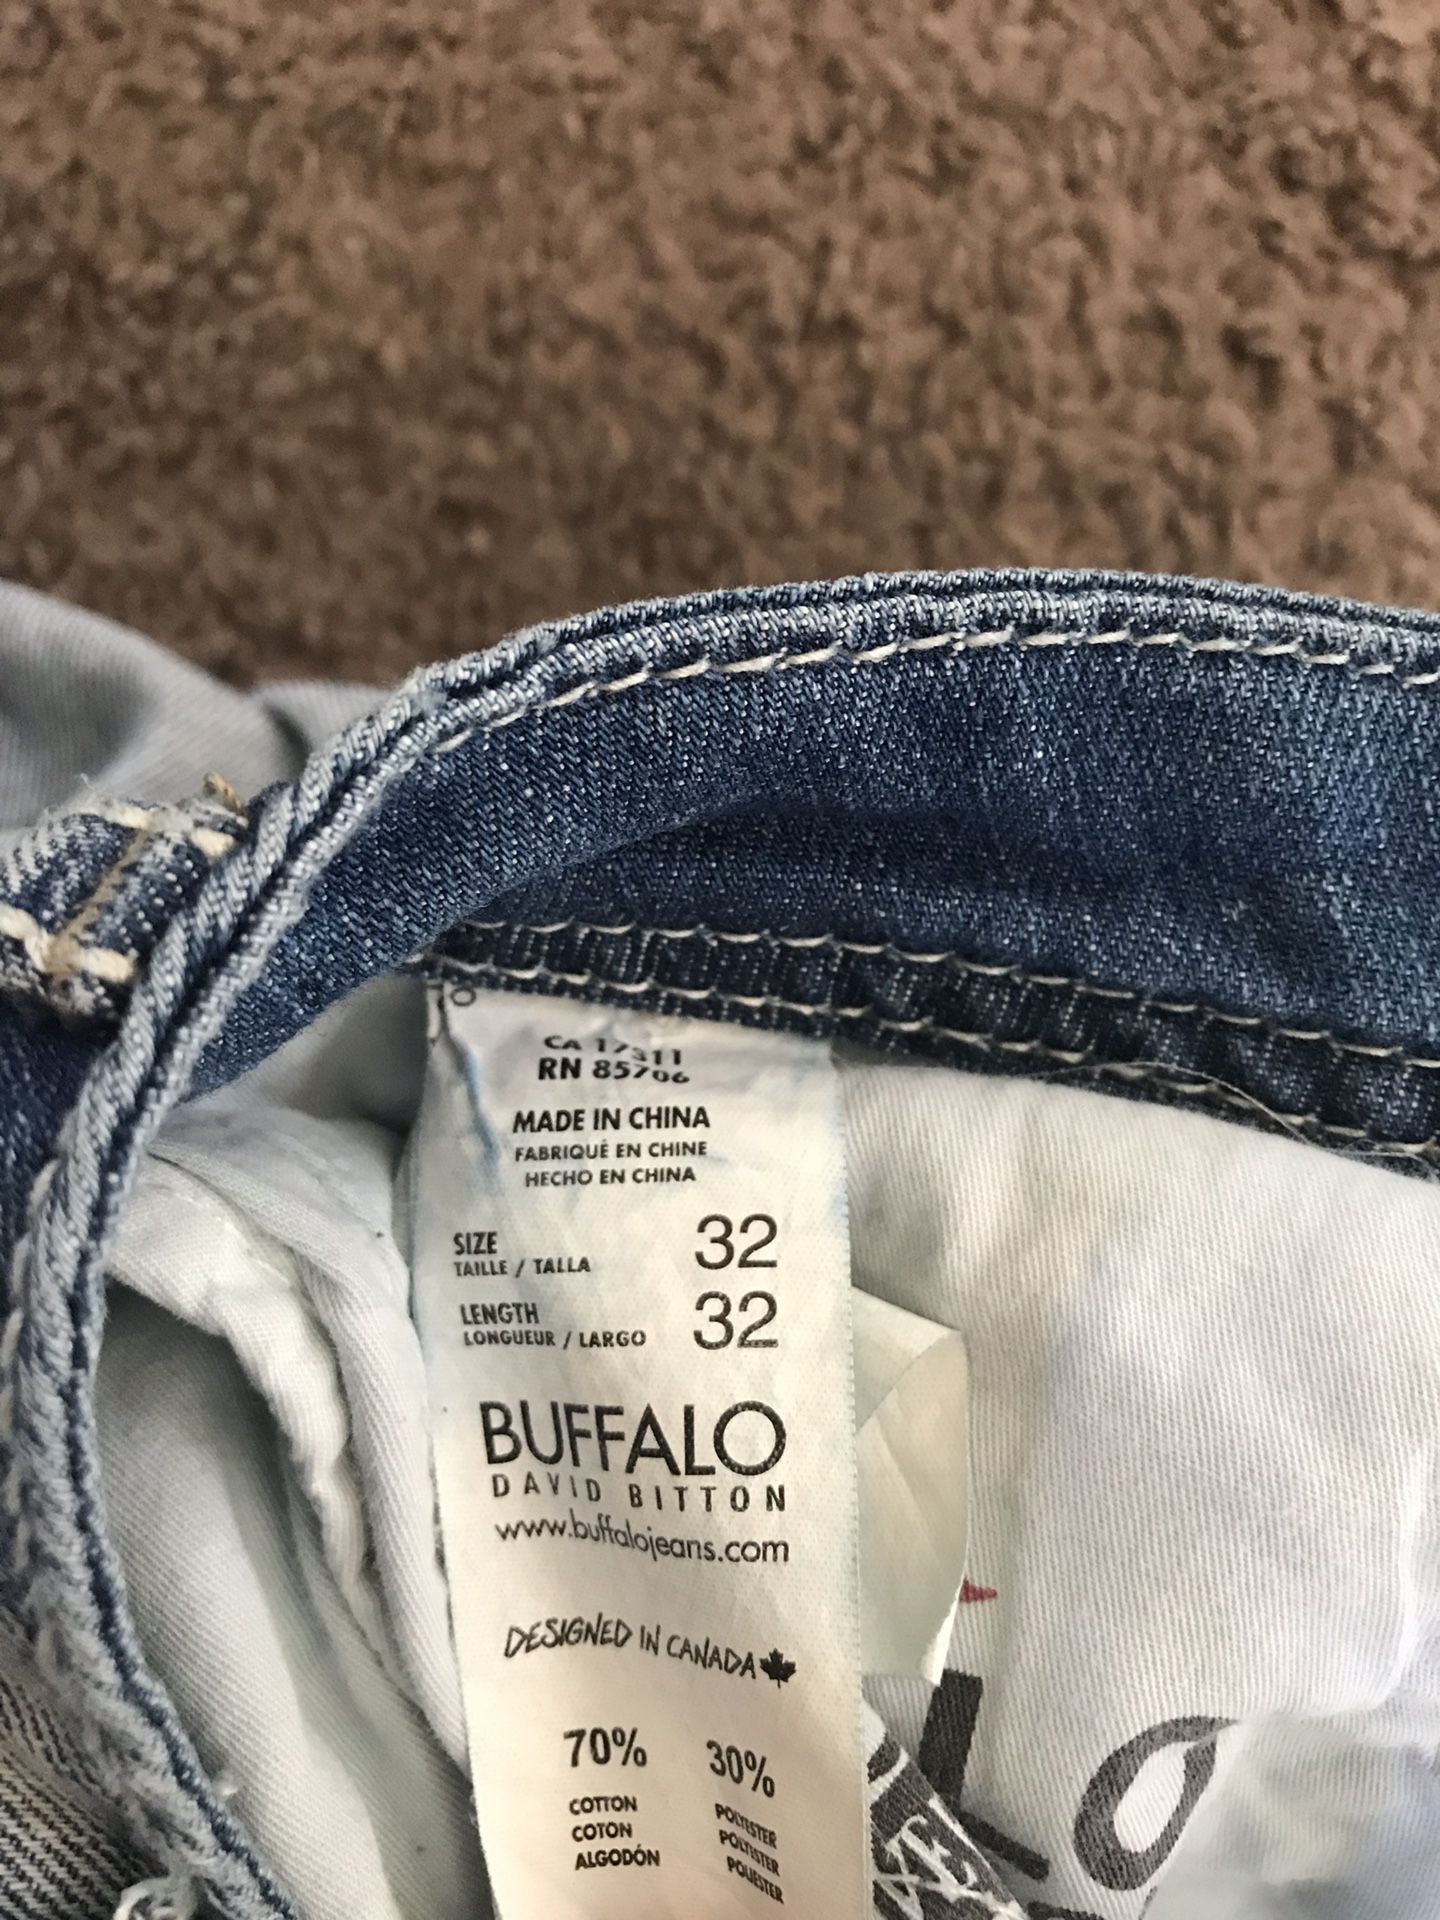 CA 17311
RN 85706
MADE IN CHINA
FABRIQUÉ EN CHINE
HECHO EN CHINA
SIZE 32
TAILLE / TALLA
LENGTH 32
LONGUEUR / LARGO
BUFFALO
DAVID BITTON
www.buffalojeans.com
DESIGNED IN CANADA
70% 30%
COTTON POLYESTER
COTON POLYESTER
ALGODÓN POLIESTER
LO